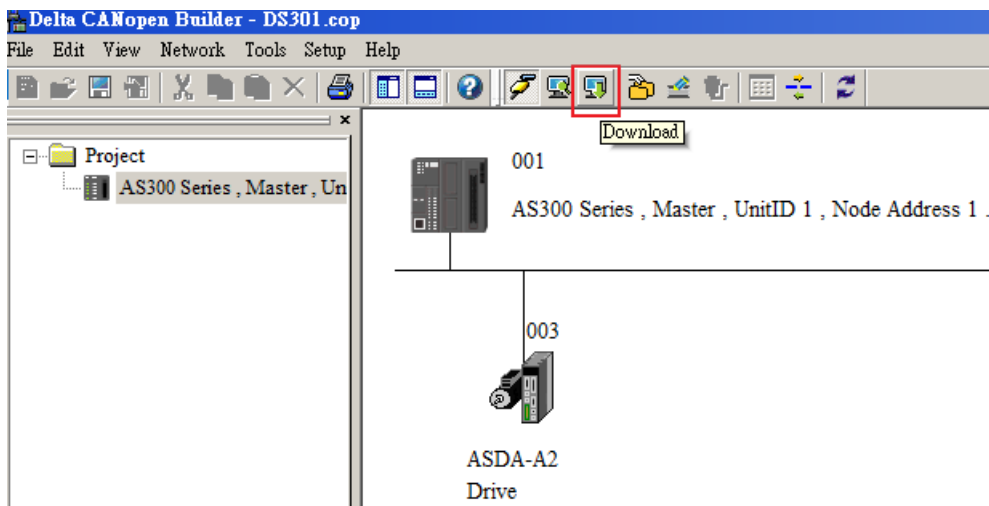 Delta CANopen Builder - DS301.cop
File Edit View Network Tools Setup Help
Download
Project
AS300 Series , Master , Un
001
AS300 Series , Master , UnitID 1 , Node Address 1 .
003
ASDA-A2
Drive